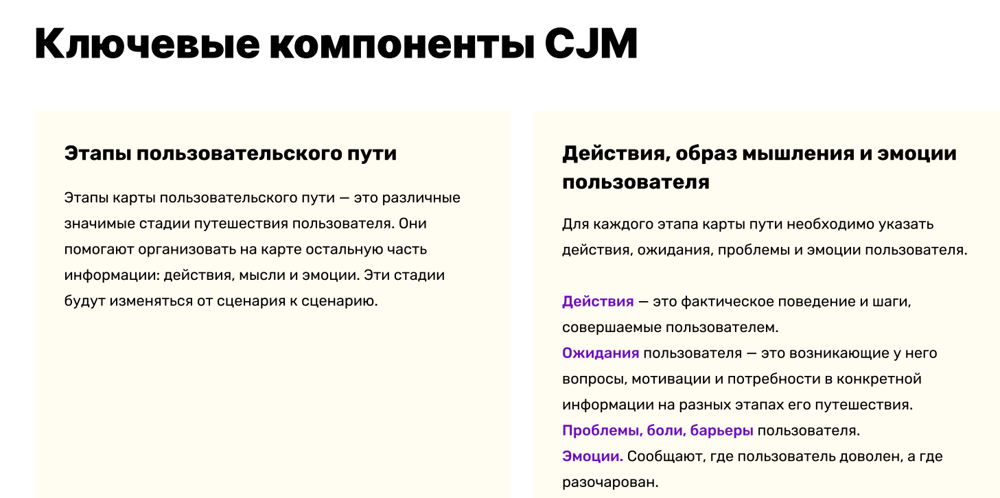 Ключевые компоненты CJM
Этапы пользовательского пути
Этапы карты пользовательского пути — это различные
значимые стадии путешествия пользователя. Они
помогают организовать на карте остальную часть
информации: действия, мысли и эмоции. Эти стадии
будут изменяться от сценария к сценарию.
Действия, образ мышления и эмоции
пользователя
Для каждого этапа карты пути необходимо указать
действия, ожидания, проблемы и эмоции пользователя.
Действия — это фактическое поведение и шаги,
совершаемые пользователем.
Ожидания пользователя — это возникающие у него
вопросы, мотивации и потребности в конкретной
информации на разных этапах его путешествия.
Проблемы, боли, барьеры пользователя.
Эмоции. Сообщают, где пользователь доволен, а где
разочарован.